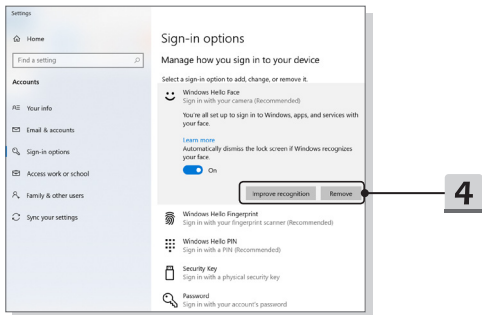 Settings
Home
Find a setting
Accounts
Your info
Email & accounts
Sign-in options
Access work or school
Family & other users
Sync your settings
Sign-in options
Manage how you sign in to your device
Select a sign-in option to add, change, or remove it.
Windows Hello Face
Sign in with your camera (Recommended)
You're all set up to sign in to Windows, apps, and services with
your face.
Learn more
Automatically dismiss the lock screen if Windows recognizes
your face.
On
Improve recognition Remove
4
Windows Hello Fingerprint
Sign in with your fingerprint scanner (Recommended)
Windows Hello PIN
Sign in with a PIN (Recommended)
Security Key
Sign in with a physical security key
Password
Sign in with your account's password